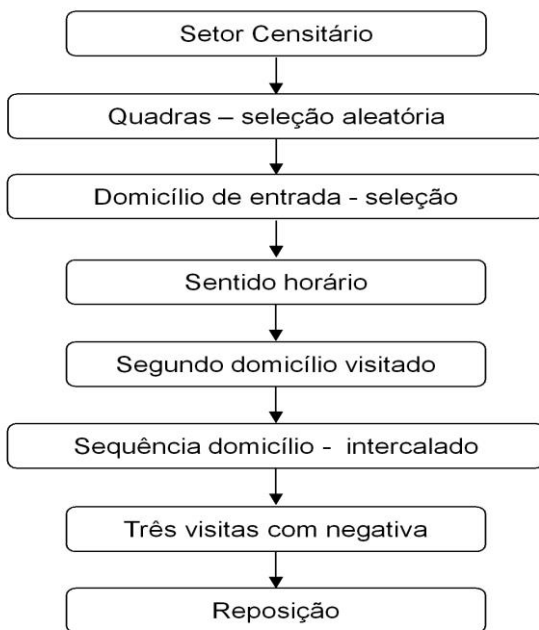 Setor Censitário
Quadras – seleção aleatória
Domicílio de entrada - seleção
Sentido horário
Segundo domicílio visitado
Sequência domicílio - intercalado
Três visitas com negativa
Reposição